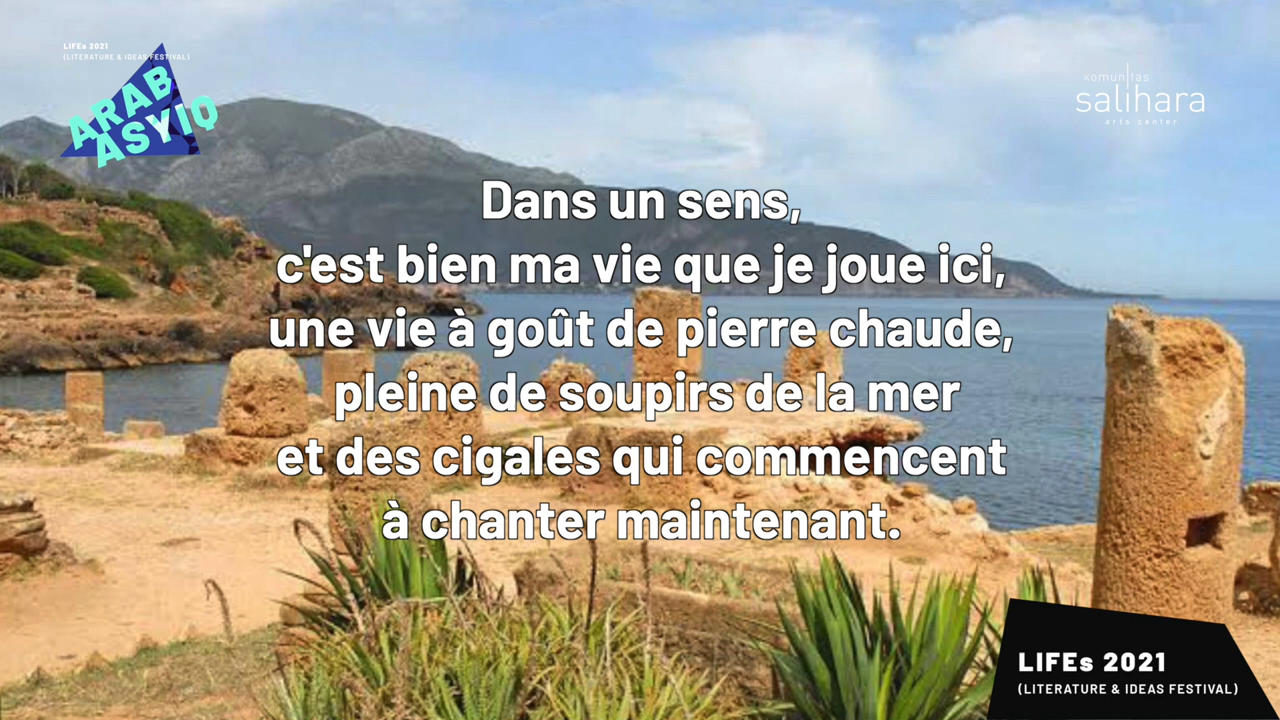 LIFEs 2021
(LITERATURE & IDEAS FESTIVAL)
ARAB
ASYIQ
komunitas
salihara
arts center
Dans un sens,
c'est bien ma vie que je joue ici,
une vie à goût de pierre chaude,
pleine de soupirs de la mer
et des cigales qui commencent
à chanter maintenant.
LIFEs 2021
(LITERATURE & IDEAS FESTIVAL)